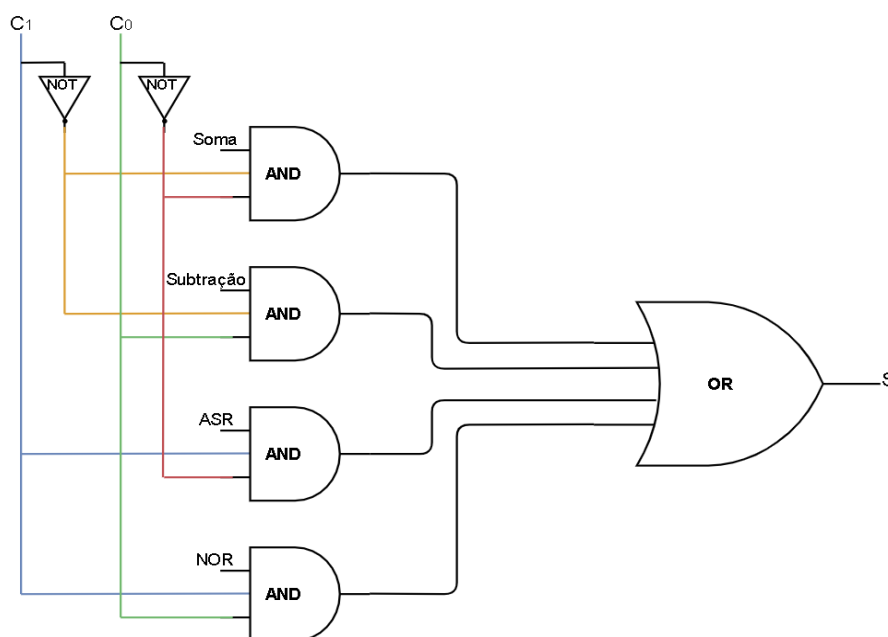 C1
C0
NOT
NOT
Soma
AND
Subtração
AND
OR
S
ASR
AND
NOR
AND